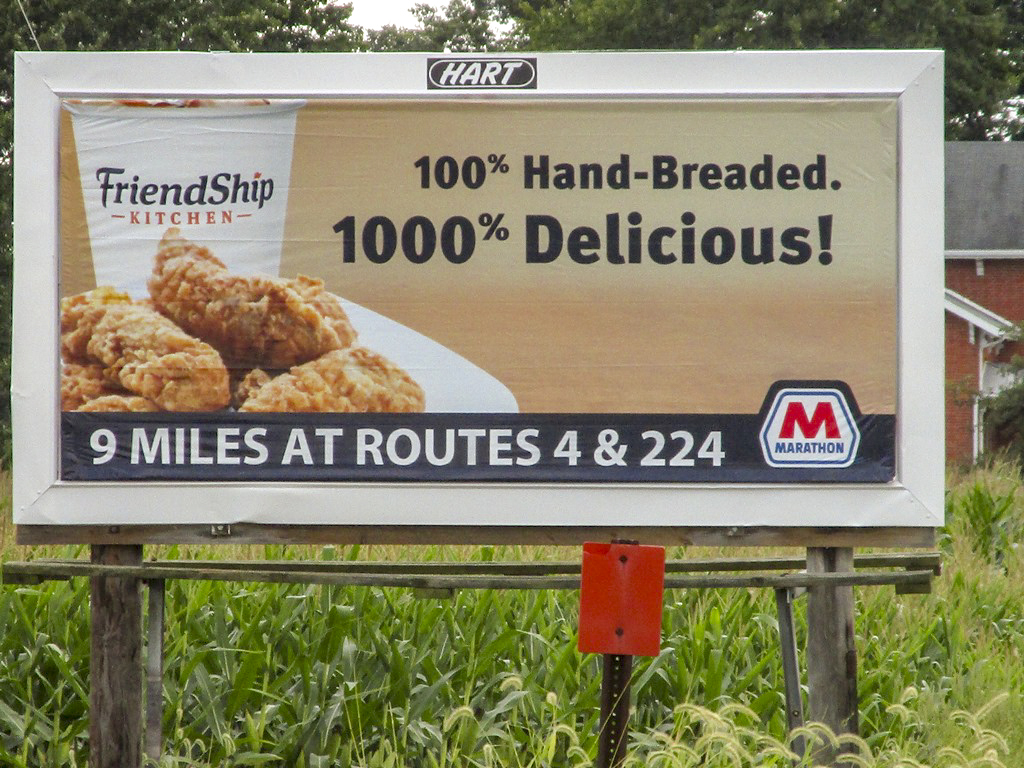 HART
FriendShip
KITCHEN
100% Hand-Breaded.
1000% Delicious!
9 MILES AT ROUTES 4 & 224
M
MARATHON